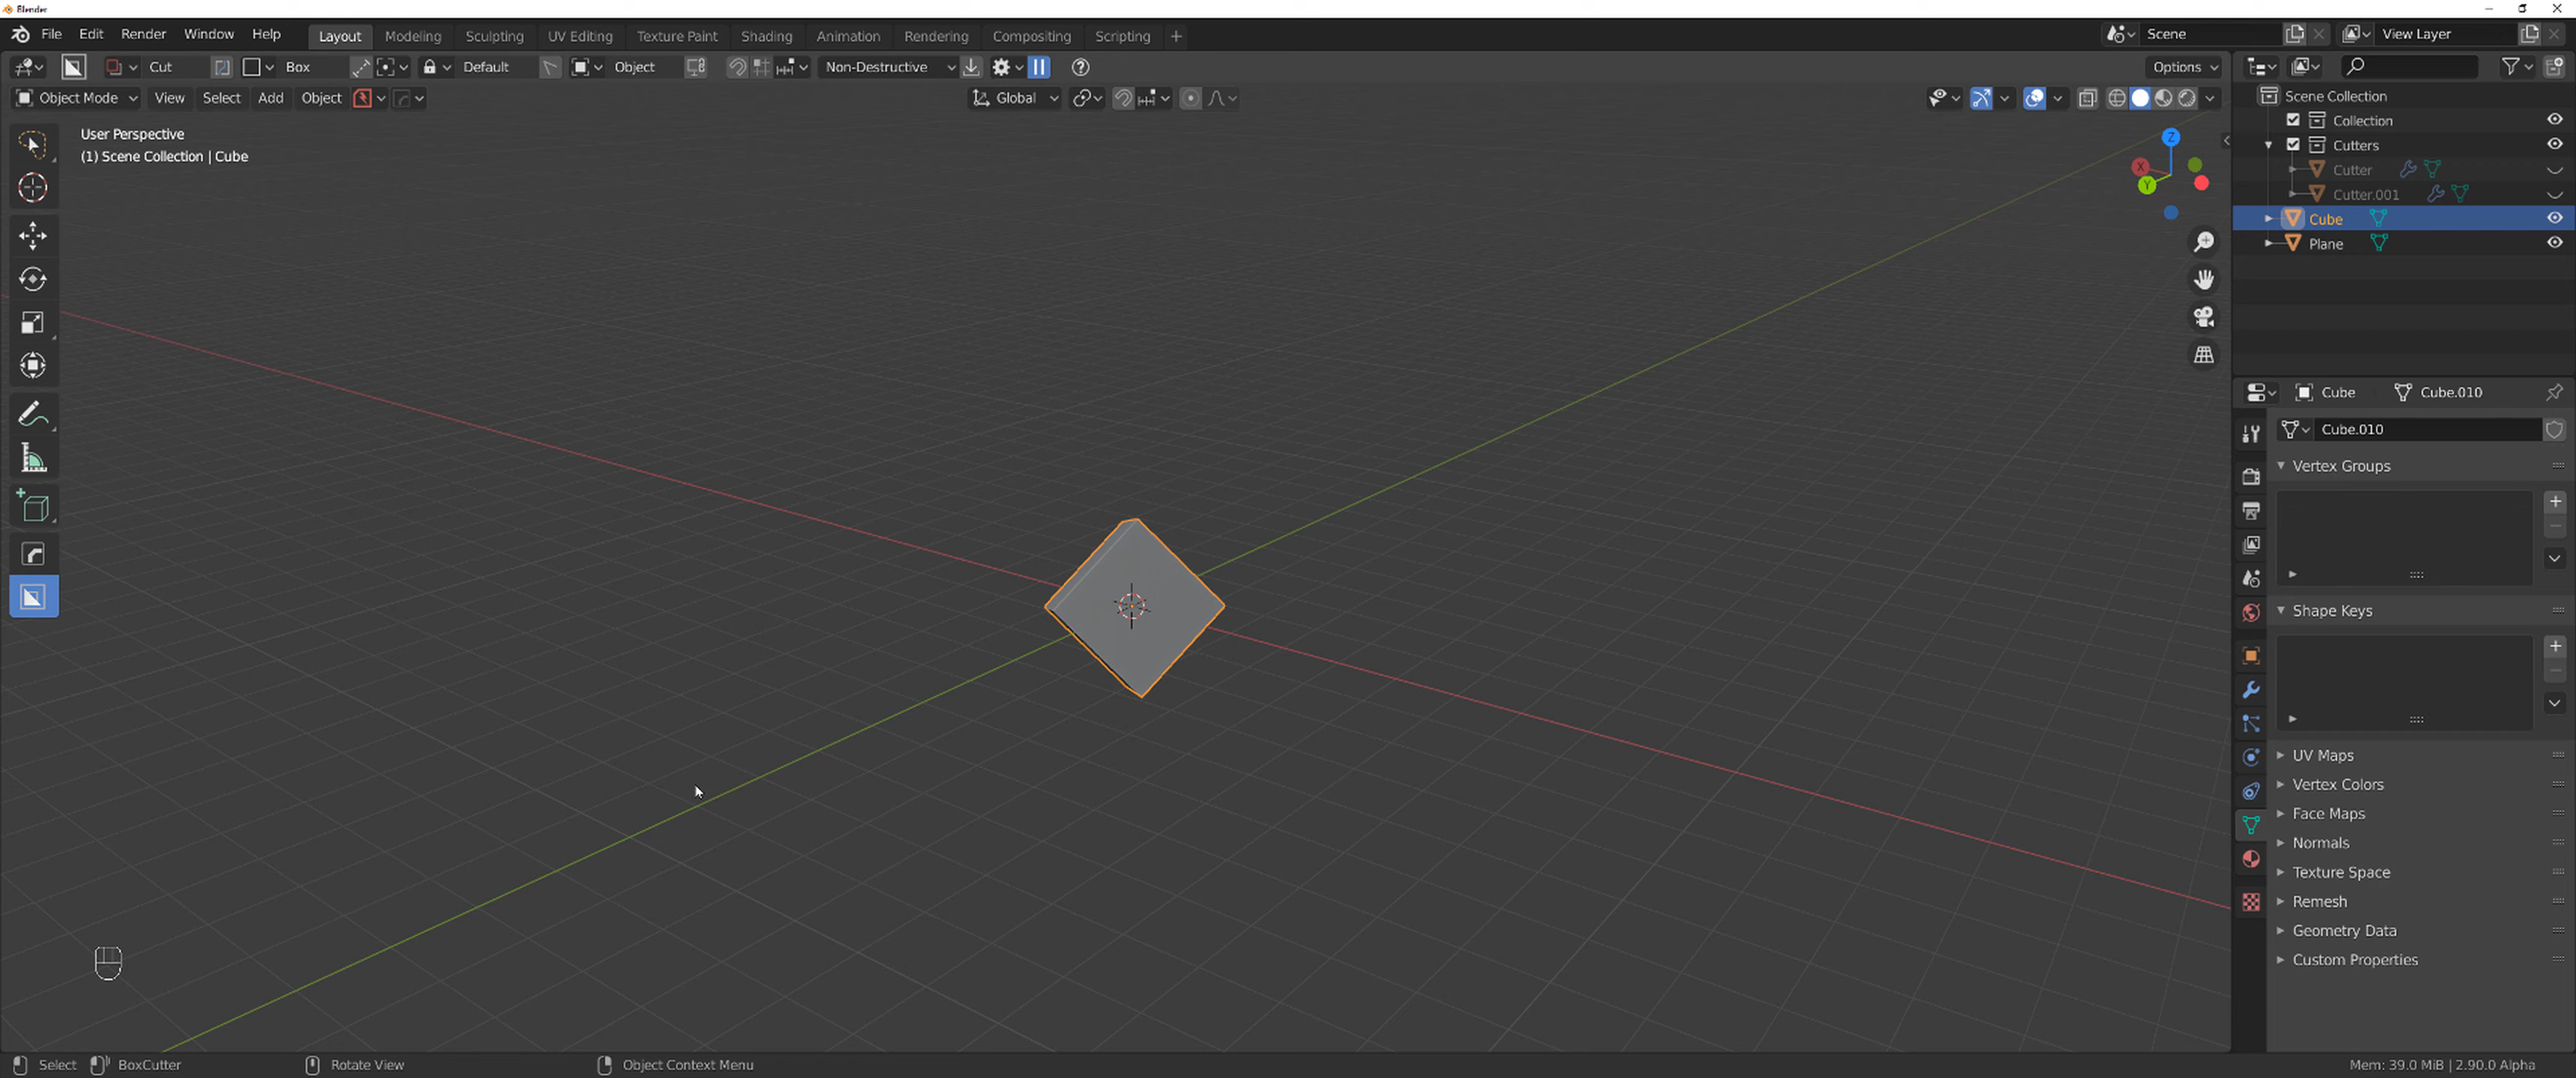 Blender
File Edit Render Window Help Layout Modeling Sculpting UV Editing Texture Paint Shading Animation Rendering Compositing Scripting + Scene View Layer
Cut Box Default Object Non-Destructive Options
Object Mode View Select Add Object Global
User Perspective
(1) Scene Collection | Cube
Z
X
Y
Scene Collection
Collection
Cutters
Cutter
Cutter.001
Cube
Plane
Cube Cube.010
Cube.010
Vertex Groups
Shape Keys
UV Maps
Vertex Colors
Face Maps
Normals
Texture Space
Remesh
Geometry Data
Custom Properties
Select BoxCutter Rotate View Object Context Menu Mem: 39.0 MiB | 2.90.0 Alpha